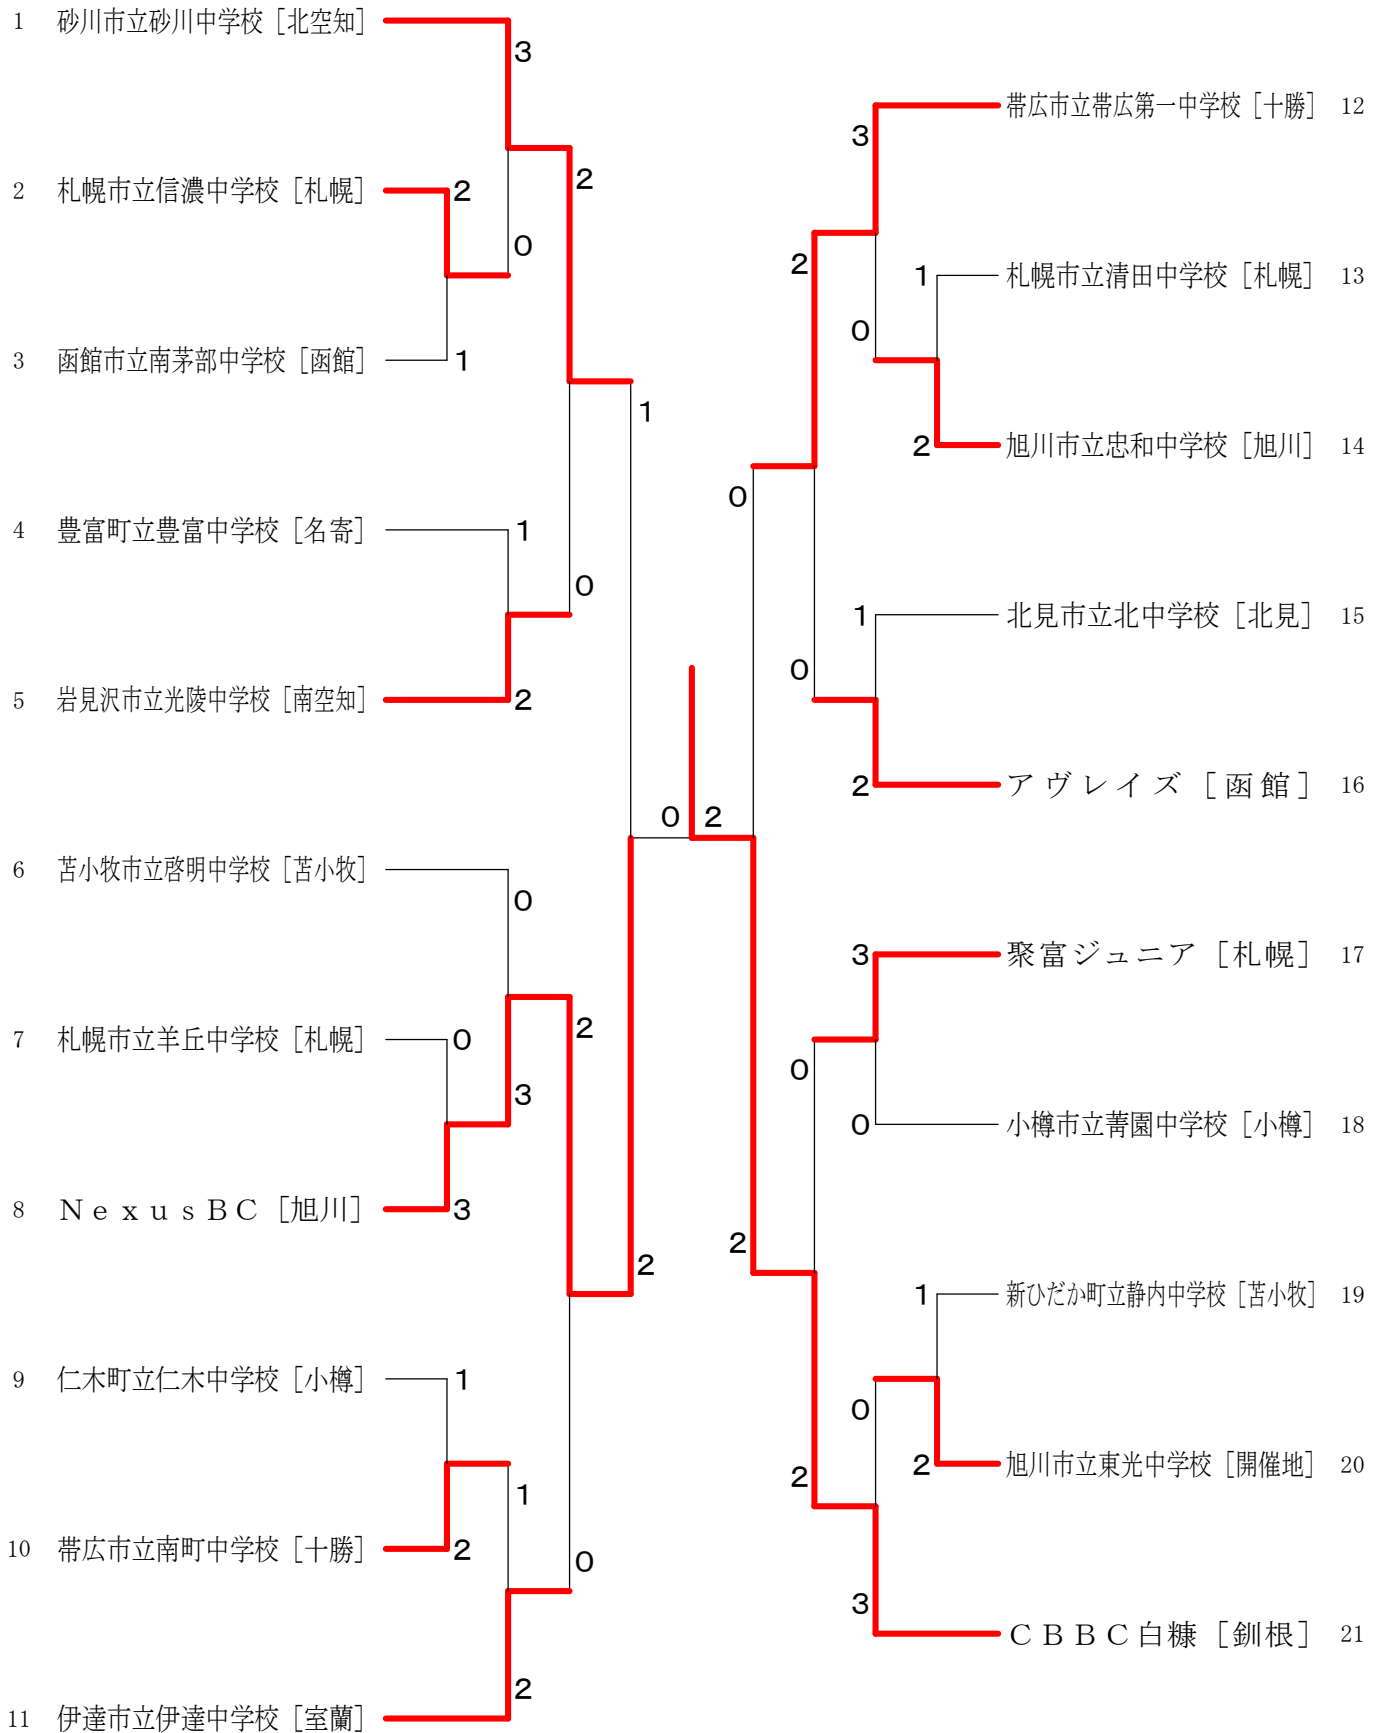 1 砂川市立砂川中学校［北空知］
3
2 札幌市立信濃中学校［札幌］
2
2
0
3 函館市立南茅部中学校［函館］
1
1
4 豊富町立豊富中学校［名寄］
1
0
5 岩見沢市立光陵中学校［南空知］
2
0 2
6 苫小牧市立啓明中学校［苫小牧］
0
7 札幌市立羊丘中学校［札幌］
0
2
3
8 ＮｅｘｕｓＢＣ［旭川］
3
2
9 仁木町立仁木中学校［小樽］
1
1
10 帯広市立南町中学校［十勝］
2
0
11 伊達市立伊達中学校［室蘭］
2
帯広市立帯広第一中学校［十勝］ 12
3
2
1
札幌市立清田中学校［札幌］ 13
0
2
旭川市立忠和中学校［旭川］ 14
0
1
北見市立北中学校［北見］ 15
0
2
アヴレイズ［函館］ 16
3
聚富ジュニア［札幌］ 17
0
0
小樽市立菁園中学校［小樽］ 18
2
1
新ひだか町立静内中学校［苫小牧］ 19
0
2
2
旭川市立東光中学校［開催地］ 20
3
ＣＢＢＣ白糠［釧根］ 21